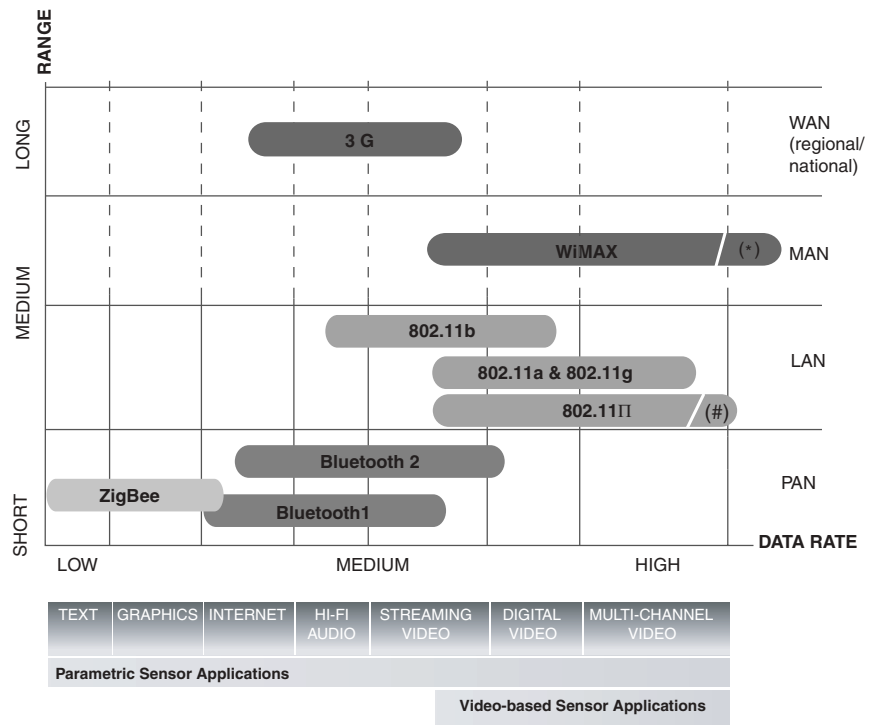 RANGE
LONG
3 G
WAN
(regional/
national)
MEDIUM
WiMAX
(*)
MAN
802.11b
802.11a & 802.11g
802.11Π
(#)
LAN
SHORT
Bluetooth 2
ZigBee
Bluetooth1
PAN
DATA RATE
LOW
MEDIUM
HIGH
TEXT
GRAPHICS
INTERNET
HI-FI
AUDIO
STREAMING
VIDEO
DIGITAL
VIDEO
MULTI-CHANNEL
VIDEO
Parametric Sensor Applications
Video-based Sensor Applications